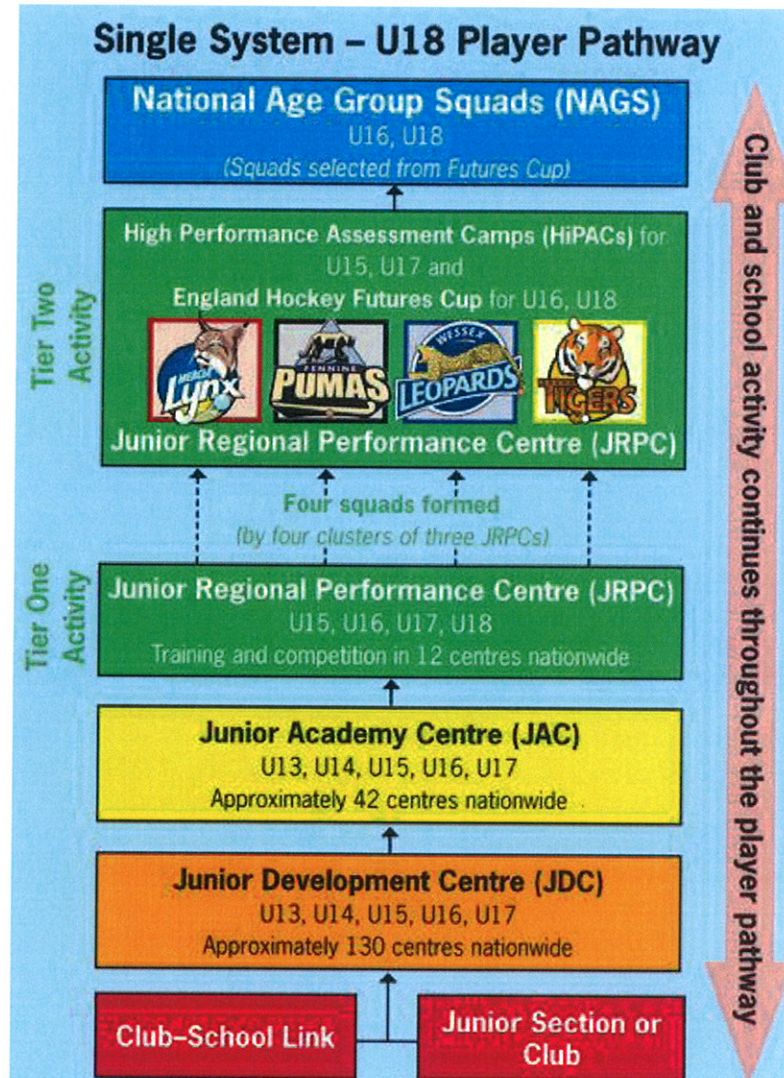 Single System – U18 Player Pathway
National Age Group Squads (NAGS)
U16, U18
(Squads selected from Futures Cup)
High Performance Assessment Camps (HiPACs) for
U15, U17 and
England Hockey Futures Cup for U16, U18
MERCIA
Lynx
PENNINE
PUMAS
WESSEX
LEOPARDS
TIGERS
Junior Regional Performance Centre (JRPC)
Tier Two
Activity
Four squads formed
(by four clusters of three JRPCs)
Junior Regional Performance Centre (JRPC)
U15, U16, U17, U18
Training and competition in 12 centres nationwide
Tier One
Activity
Junior Academy Centre (JAC)
U13, U14, U15, U16, U17
Approximately 42 centres nationwide
Junior Development Centre (JDC)
U13, U14, U15, U16, U17
Approximately 130 centres nationwide
Club–School Link
Junior Section or
Club
Club and school activity continues throughout the player pathway